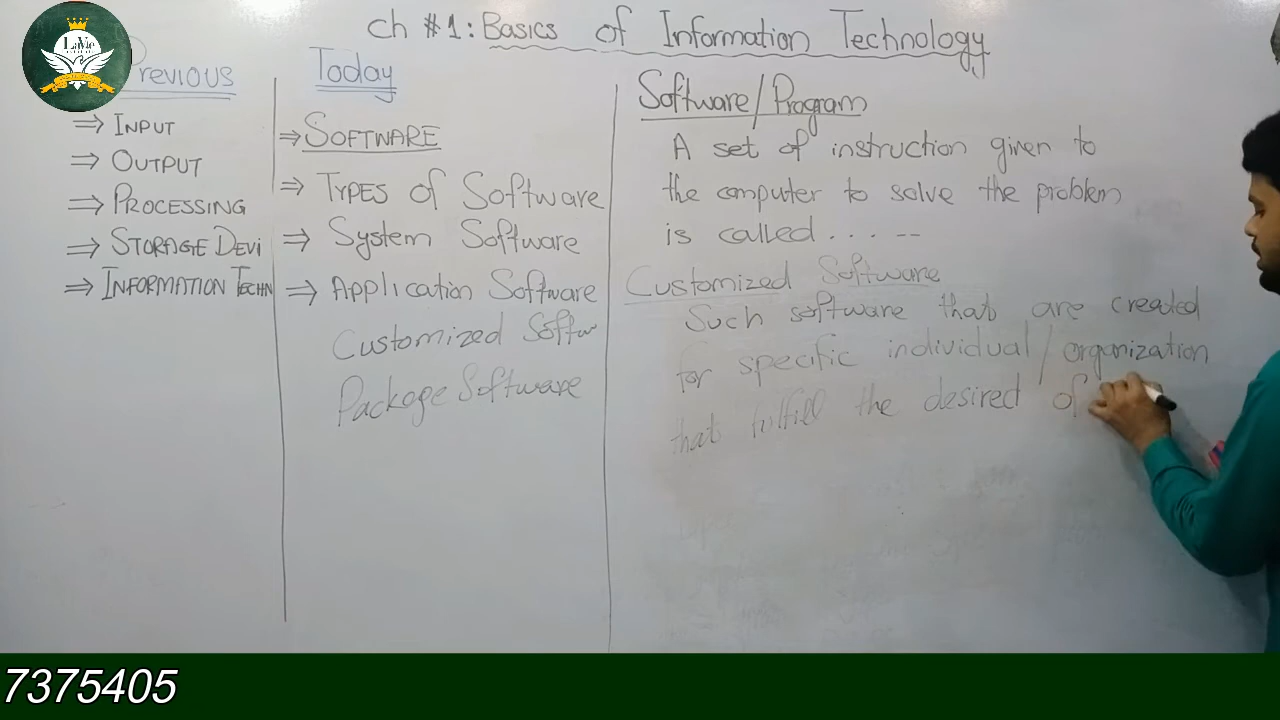 Ch # 1: Basics of Information Technology
Previous
⇒ INPUT
⇒ OUTPUT
⇒ PROCESSING
⇒ STORAGE DEVI
⇒ INFORMATION TECHN
Today
⇒ SOFTWARE
⇒ TYPES of Software
⇒ System Software
⇒ Application Software
Customized Softw
Package Software
Software/Program
A set of instruction given to
the computer to solve the problem
is called . . . . --
Customized Software
Such software that are created
for specific individual / organization
that fulfill the desired of
7375405